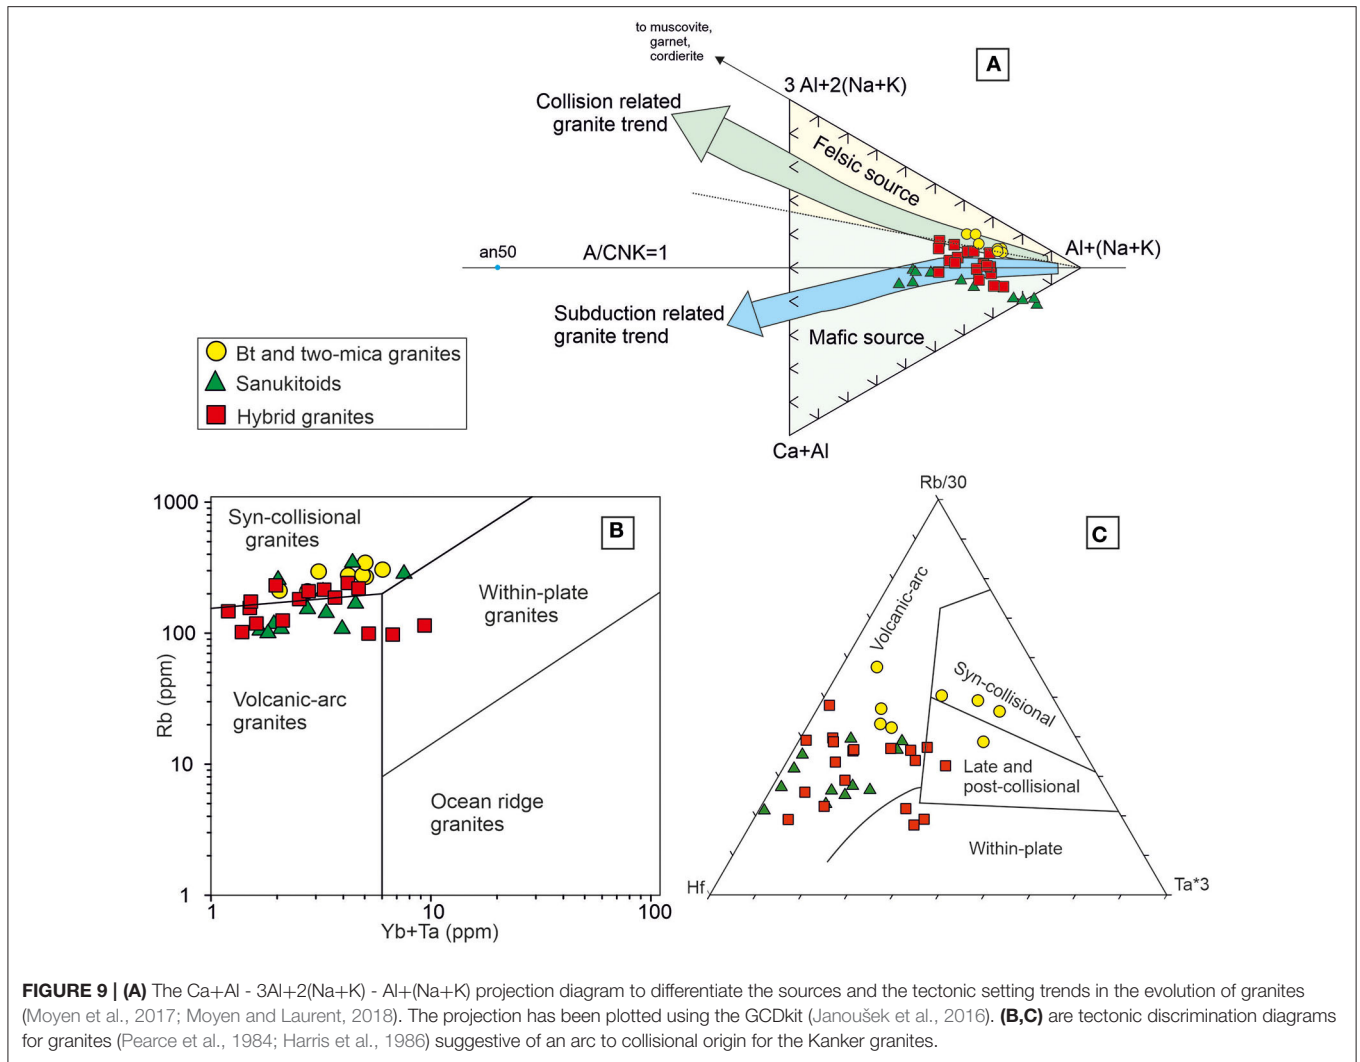 to muscovite,
garnet,
cordierite
A
3 Al+2(Na+K)
Collision related
granite trend
Felsic source
Al+(Na+K)
an50
A/CNK=1
Subduction related
granite trend
Mafic source
Ca+Al
Bt and two-mica granites
Sanukitoids
Hybrid granites
1000
100
10
1
Rb (ppm)
Syn-collisional
granites
B
Within-plate
granites
Volcanic-arc
granites
Ocean ridge
granites
1
10
100
Yb+Ta (ppm)
Rb/30
C
Volcanic-arc
Syn-collisional
Late and
post-collisional
Within-plate
Hf
Ta*3
FIGURE 9 | (A) The Ca+Al - 3Al+2(Na+K) - Al+(Na+K) projection diagram to differentiate the sources and the tectonic setting trends in the evolution of granites
(Moyen et al., 2017; Moyen and Laurent, 2018). The projection has been plotted using the GCDkit (Janoušek et al., 2016). (B,C) are tectonic discrimination diagrams
for granites (Pearce et al., 1984; Harris et al., 1986) suggestive of an arc to collisional origin for the Kanker granites.